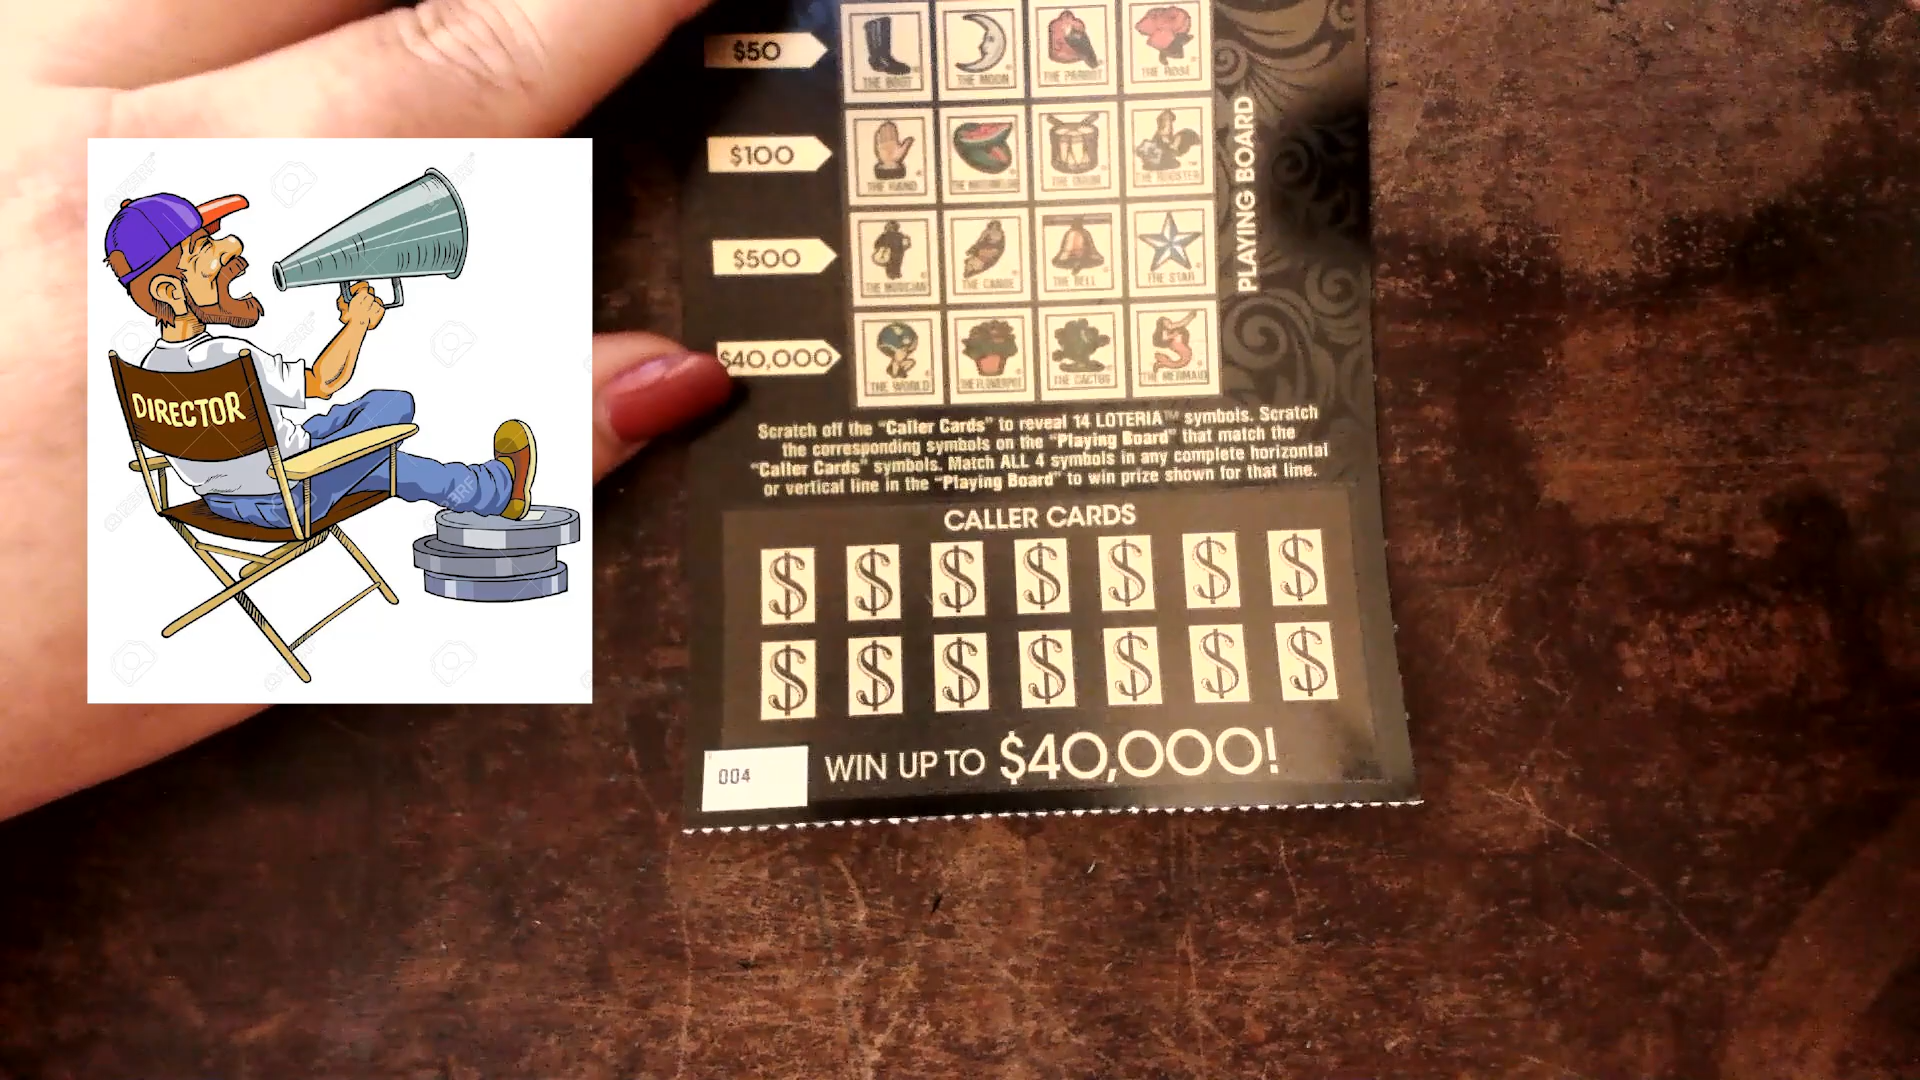 $50
THE BOOT
THE MOON
THE PARROT
THE ROSE
$100
THE HAND
THE WATERMELON
THE DRUM
THE ROOSTER
$500
THE MUSICIAN
THE CANOE
THE BELL
THE STAR
$40,000
THE WORLD
THE FLOWERPOT
THE CACTUS
THE MERMAID
PLAYING BOARD
DIRECTOR
Scratch off the "Caller Cards" to reveal 14 LOTERIA™ symbols. Scratch
the corresponding symbols on the "Playing Board" that match the
"Caller Cards" symbols. Match ALL 4 symbols in any complete horizontal
or vertical line in the "Playing Board" to win prize shown for that line.
CALLER CARDS
$ $ $ $ $ $ $
$ $ $ $ $ $ $
004
WIN UP TO $40,000!